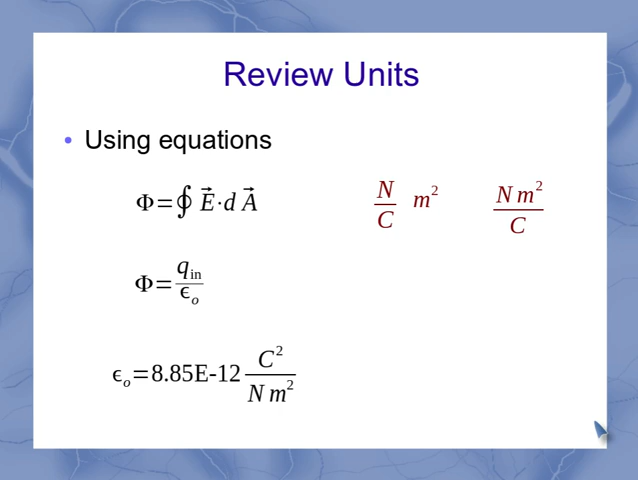 Review Units
• Using equations
Φ=∮ E⃗·d A⃗    N/C m²    N m²/C
Φ=q_in/ϵ_o
ϵ_o=8.85E-12 C²/N m²